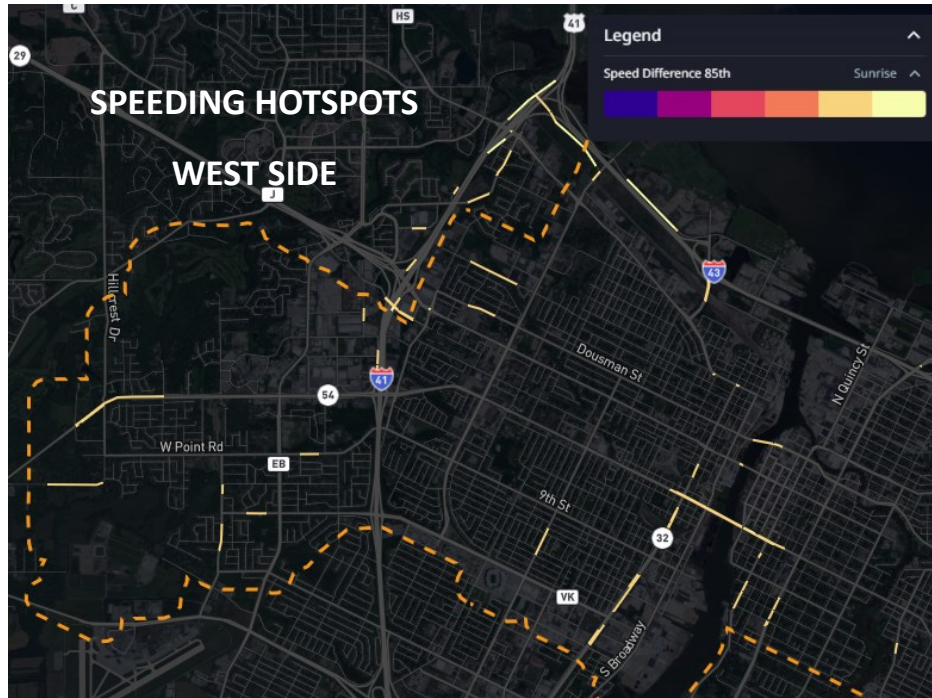 C
HS
41
29
Legend
Speed Difference 85th
Sunrise
SPEEDING HOTSPOTS
WEST SIDE
J
43
Hillcrest Dr
Dousman St
N Quincy St
41
54
W Point Rd
EB
9th St
32
VK
S Broadway